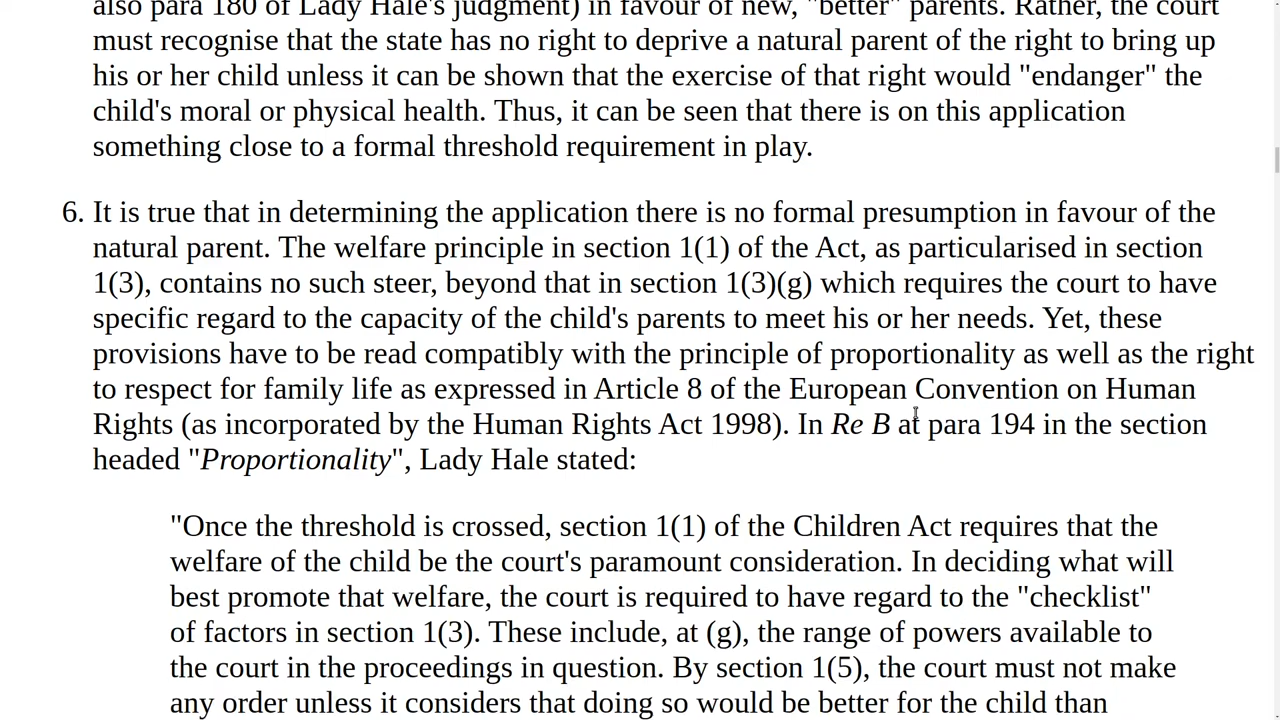 also para 180 of Lady Hale's judgment) in favour of new, "better" parents. Rather, the court
must recognise that the state has no right to deprive a natural parent of the right to bring up
his or her child unless it can be shown that the exercise of that right would "endanger" the
child's moral or physical health. Thus, it can be seen that there is on this application
something close to a formal threshold requirement in play.
6. It is true that in determining the application there is no formal presumption in favour of the
natural parent. The welfare principle in section 1(1) of the Act, as particularised in section
1(3), contains no such steer, beyond that in section 1(3)(g) which requires the court to have
specific regard to the capacity of the child's parents to meet his or her needs. Yet, these
provisions have to be read compatibly with the principle of proportionality as well as the right
to respect for family life as expressed in Article 8 of the European Convention on Human
Rights (as incorporated by the Human Rights Act 1998). In Re B at para 194 in the section
headed "Proportionality", Lady Hale stated:
"Once the threshold is crossed, section 1(1) of the Children Act requires that the
welfare of the child be the court's paramount consideration. In deciding what will
best promote that welfare, the court is required to have regard to the "checklist"
of factors in section 1(3). These include, at (g), the range of powers available to
the court in the proceedings in question. By section 1(5), the court must not make
any order unless it considers that doing so would be better for the child than